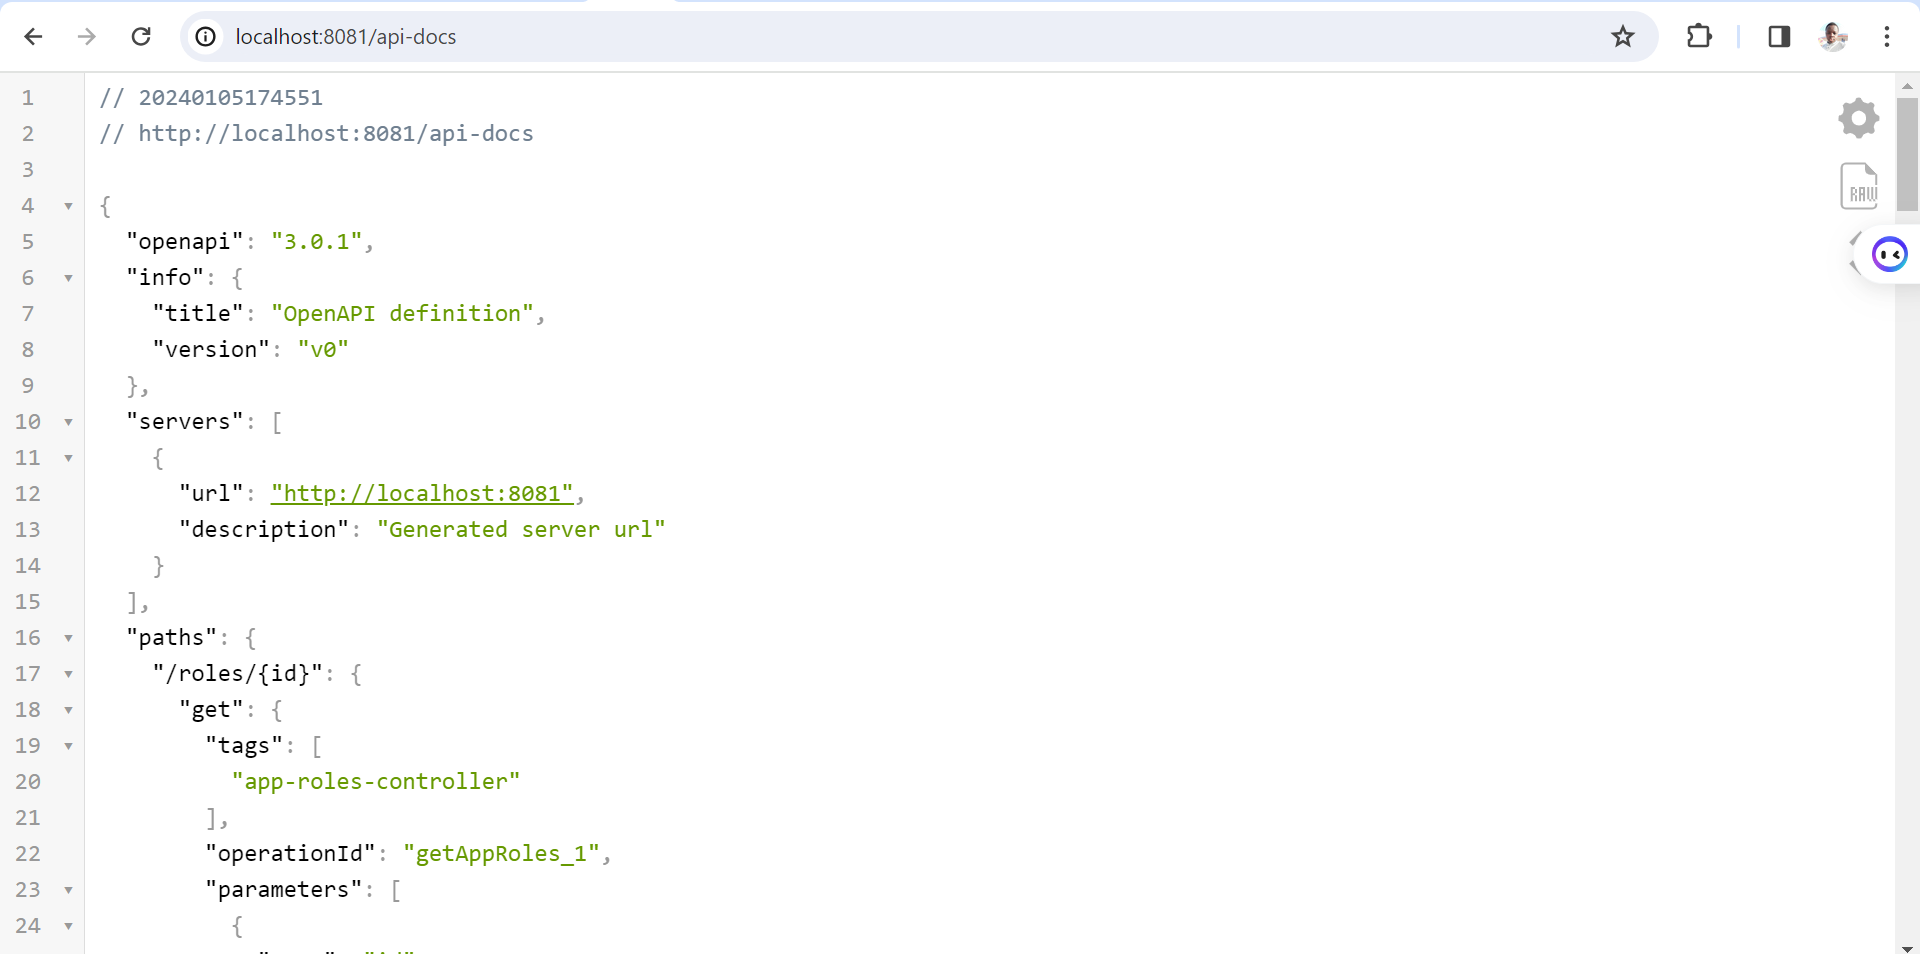 localhost:8081/api-docs
1 // 20240105174551
2 // http://localhost:8081/api-docs
3
4 {
5 "openapi": "3.0.1",
6 "info": {
7 "title": "OpenAPI definition",
8 "version": "v0"
9 },
10 "servers": [
11 {
12 "url": "http://localhost:8081",
13 "description": "Generated server url"
14 }
15 ],
16 "paths": {
17 "/roles/{id}": {
18 "get": {
19 "tags": [
20 "app-roles-controller"
21 ],
22 "operationId": "getAppRoles_1",
23 "parameters": [
24 {
RAW